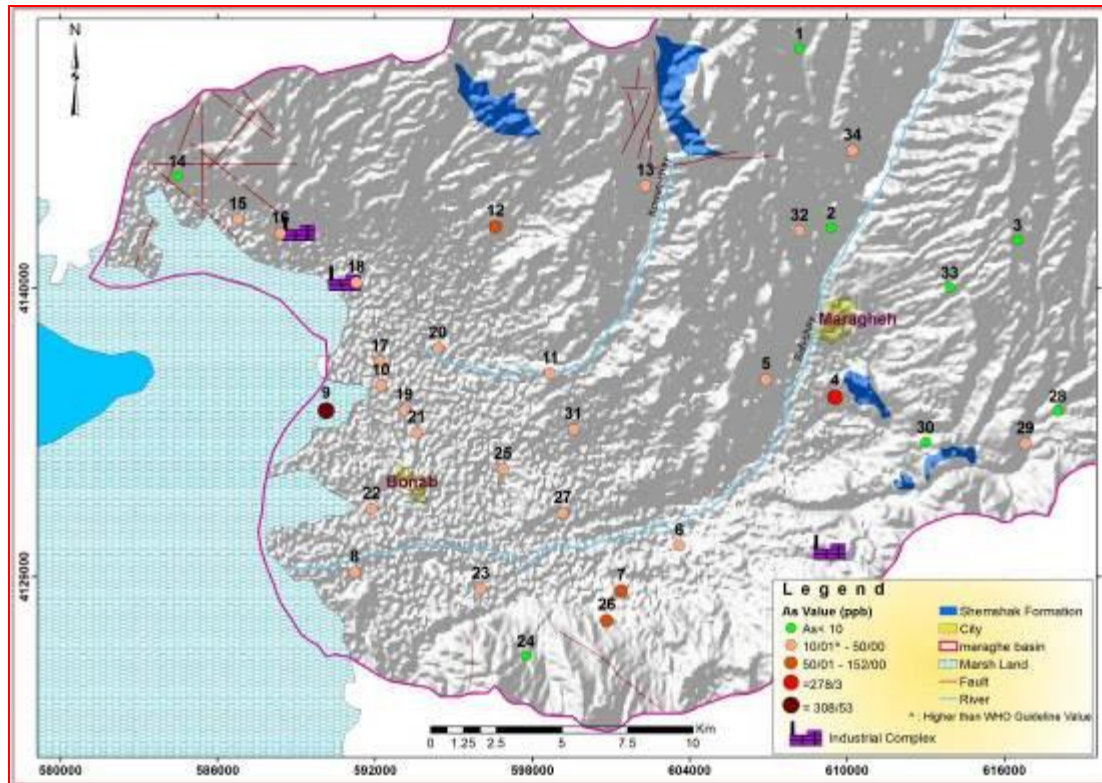 N
S
1
34
14
13
15
16
12
32
2
3
33
18
4140000
Maragheh
20
17
11
5
10
9
19
4
28
21
31
30
29
25
Bonab
22
27
6
8
4129000
23
7
26
24
Legend
As Value (ppb)
As< 10
10/01* - 50/00
50/01 - 152/00
=278/3
= 308/53
Shemshak Formation
City
maraghe basin
Marsh Land
Fault
River
* : Higher than WHO Guideline Value
Industrial Complex
Km
0 1.25 2.5 5 7.5 10
580000 586000 592000 598000 604000 610000 616000